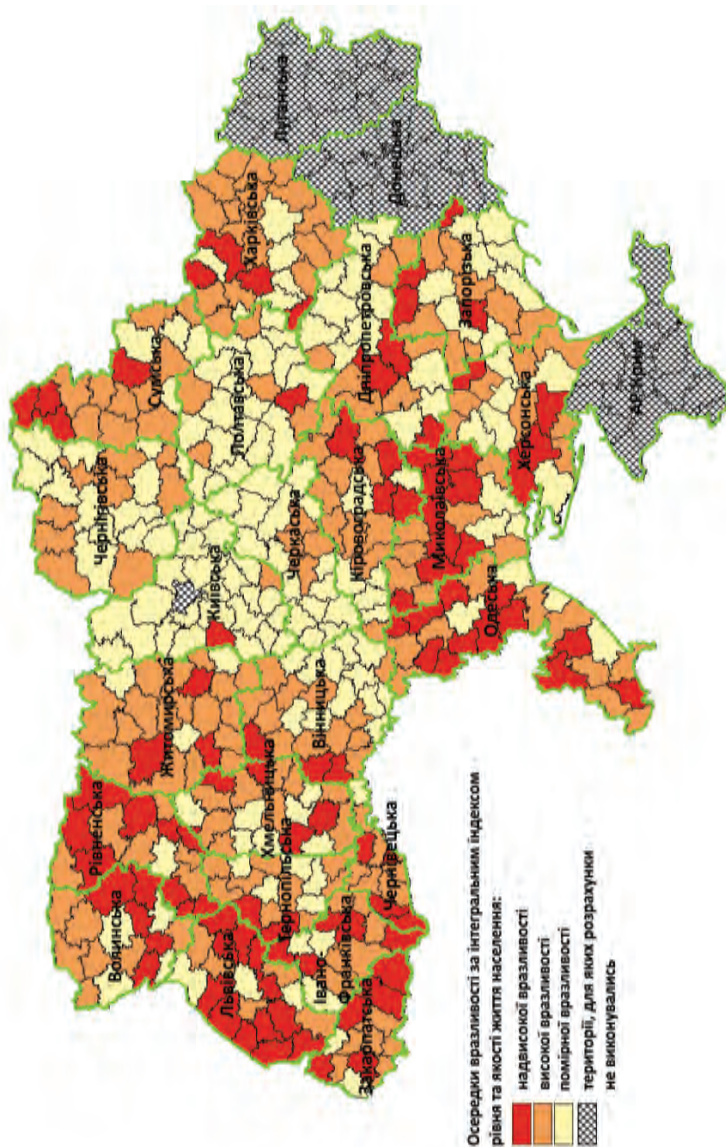 Волинська
Рівненська
Житомирська
Київська
Чернігівська
Сумська
Львівська
Тернопільська
Хмельницька
Вінницька
Черкаська
Полтавська
Харківська
Луганська
Закарпатська
Івано
Франківська
Чернівецька
Кіровоградська
Дніпропетровська
Донецька
Одеська
Миколаївська
Херсонська
Запорізька
АР Крим
Осередки вразливості за інтегральним індексом
рівня та якості життя населення:
надвисокої вразливості
високої вразливості
помірної вразливості
території, для яких розрахунки
не виконувались